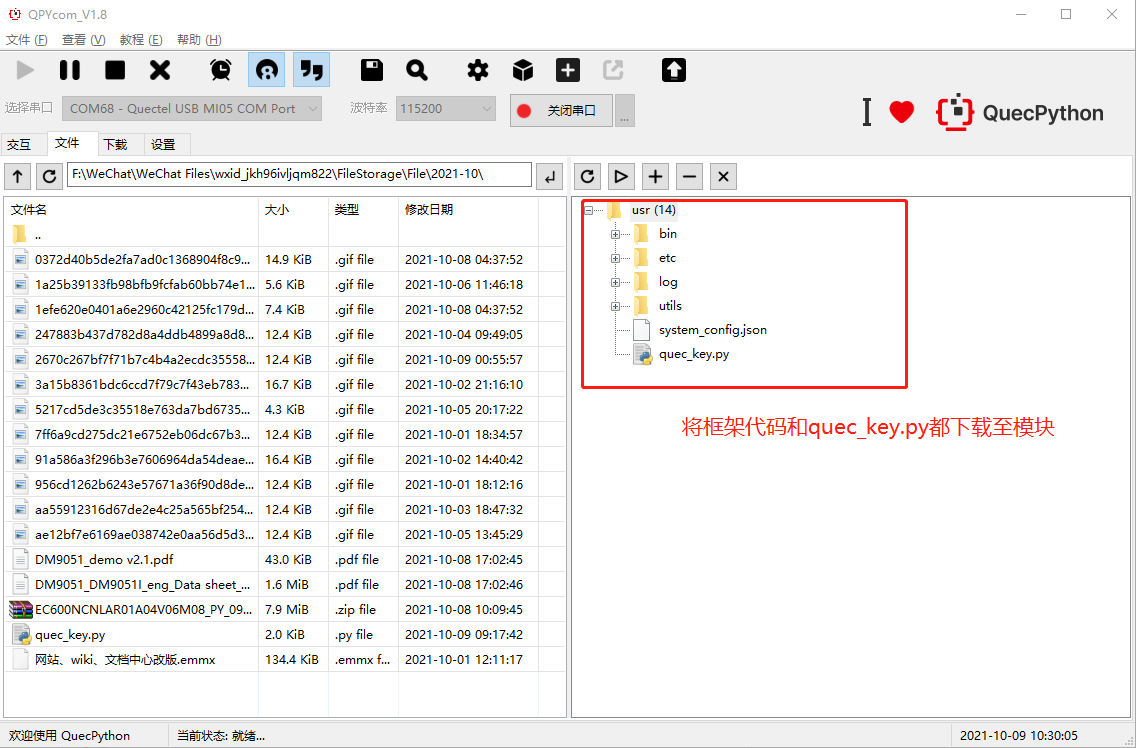 QPYcom_V1.8
文件 (F) 查看 (V) 教程 (E) 帮助 (H)
选择串口 COM68 - Quectel USB MI05 COM Port 波特率 115200 关闭串口 ... QuecPython
交互 文件 下载 设置
F:\WeChat\WeChat Files\wxid_jkh96ivljqm822\FileStorage\File\2021-10\
文件名 大小 类型 修改日期
..
0372d40b5de2fa7ad0c1368904f8c9... 14.9 KiB .gif file 2021-10-08 04:37:52
1a25b39133fb98bfb9fcfab60bb74e1... 5.6 KiB .gif file 2021-10-06 11:46:18
1efe620e0401a6e2960c42125fc179d... 7.4 KiB .gif file 2021-10-08 04:37:52
247883b437d782d8a4ddb4899a8d8... 12.4 KiB .gif file 2021-10-04 09:49:05
2670c267bf7f71b7c4b4a2ecdc35558... 12.4 KiB .gif file 2021-10-09 00:55:57
3a15b8361bdc6ccd7f79c7f43eb783... 16.7 KiB .gif file 2021-10-02 21:16:10
5217cd5de3c35518e763da7bd6735... 4.3 KiB .gif file 2021-10-05 20:17:22
7ff6a9cd275dc21e6752eb06dc67b3... 12.4 KiB .gif file 2021-10-01 18:34:57
91a586a3f296b3e7606964da54deae... 16.4 KiB .gif file 2021-10-02 14:40:42
956cd1262b6243e57671a36f90d8de... 12.4 KiB .gif file 2021-10-01 18:12:16
aa55912316d67de2e4c25a565bf254... 12.4 KiB .gif file 2021-10-03 18:47:32
ae12bf7e6169ae038742e0aa56d5d3... 12.4 KiB .gif file 2021-10-05 13:45:29
DM9051_demo v2.1.pdf 43.0 KiB .pdf file 2021-10-08 17:02:45
DM9051_DM9051I_eng_Data sheet_... 1.6 MiB .pdf file 2021-10-08 17:02:46
EC600NCNLAR01A04V06M08_PY_09... 7.9 MiB .zip file 2021-10-08 10:09:45
quec_key.py 2.0 KiB .py file 2021-10-09 09:17:42
网站、wiki、文档中心改版.emmx 134.4 KiB .emmx f... 2021-10-01 12:11:17
usr (14)
bin
etc
log
utils
system_config.json
quec_key.py
将框架代码和quec_key.py都下载至模块
欢迎使用 QuecPython 当前状态: 就绪... 2021-10-09 10:30:05